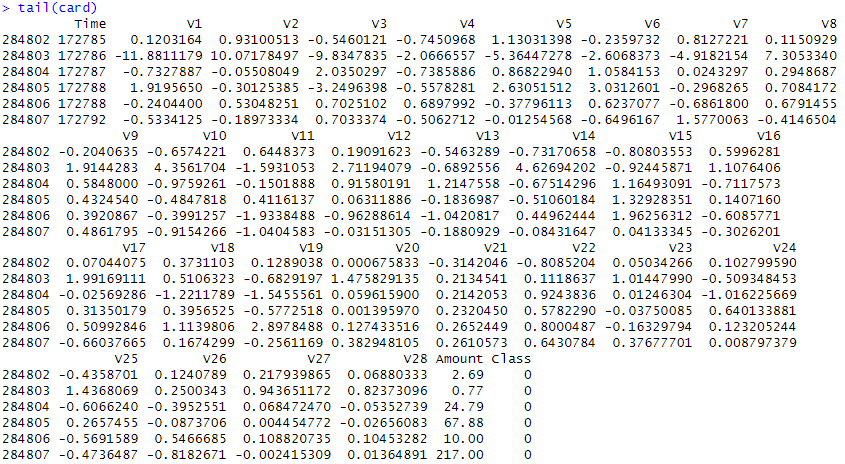 > tail(card)
Time V1 V2 V3 V4 V5 V6 V7 V8
284802 172785 0.1203164 0.93100513 -0.5460121 -0.7450968 1.13031398 -0.2359732 0.8127221 0.1150929
284803 172786 -11.8811179 10.07178497 -9.8347835 -2.0666557 -5.36447278 -2.6068373 -4.9182154 7.3053340
284804 172787 -0.7327887 -0.05508049 2.0350297 -0.7385886 0.86822940 1.0584153 0.0243297 0.2948687
284805 172788 1.9195650 -0.30125385 -3.2496398 -0.5578281 2.63051512 3.0312601 -0.2968265 0.7084172
284806 172788 -0.2404400 0.53048251 0.7025102 0.6897992 -0.37796113 0.6237077 -0.6861800 0.6791455
284807 172792 -0.5334125 -0.18973334 0.7033374 -0.5062712 -0.01254568 -0.6496167 1.5770063 -0.4146504
V9 V10 V11 V12 V13 V14 V15 V16
284802 -0.2040635 -0.6574221 0.6448373 0.19091623 -0.5463289 -0.73170658 -0.80803553 0.5996281
284803 1.9144283 4.3561704 -1.5931053 2.71194079 -0.6892556 4.62694202 -0.92445871 1.1076406
284804 0.5848000 -0.9759261 -0.1501888 0.91580191 1.2147558 -0.67514296 1.16493091 -0.7117573
284805 0.4324540 -0.4847818 0.4116137 0.06311886 -0.1836987 -0.51060184 1.32928351 0.1407160
284806 0.3920867 -0.3991257 -1.9338488 -0.96288614 -1.0420817 0.44962444 1.96256312 -0.6085771
284807 0.4861795 -0.9154266 -1.0404583 -0.03151305 -0.1880929 -0.08431647 0.04133345 -0.3026201
V17 V18 V19 V20 V21 V22 V23 V24
284802 0.07044075 0.3731103 0.1289038 0.000675833 -0.3142046 -0.8085204 0.05034266 0.102799590
284803 1.99169111 0.5106323 -0.6829197 1.475829135 0.2134541 0.1118637 1.01447990 -0.509348453
284804 -0.02569286 -1.2211789 -1.5455561 0.059615900 0.2142053 0.9243836 0.01246304 -1.016225669
284805 0.31350179 0.3956525 -0.5772518 0.001395970 0.2320450 0.5782290 -0.03750085 0.640133881
284806 0.50992846 1.1139806 2.8978488 0.127433516 0.2652449 0.8000487 -0.16329794 0.123205244
284807 -0.66037665 0.1674299 -0.2561169 0.382948105 0.2610573 0.6430784 0.37677701 0.008797379
V25 V26 V27 V28 Amount Class
284802 -0.4358701 0.1240789 0.217939865 0.06880333 2.69 0
284803 1.4368069 0.2500343 0.943651172 0.82373096 0.77 0
284804 -0.6066240 -0.3952551 0.068472470 -0.05352739 24.79 0
284805 0.2657455 -0.0873706 0.004454772 -0.02656083 67.88 0
284806 -0.5691589 0.5466685 0.108820735 0.10453282 10.00 0
284807 -0.4736487 -0.8182671 -0.002415309 0.01364891 217.00 0